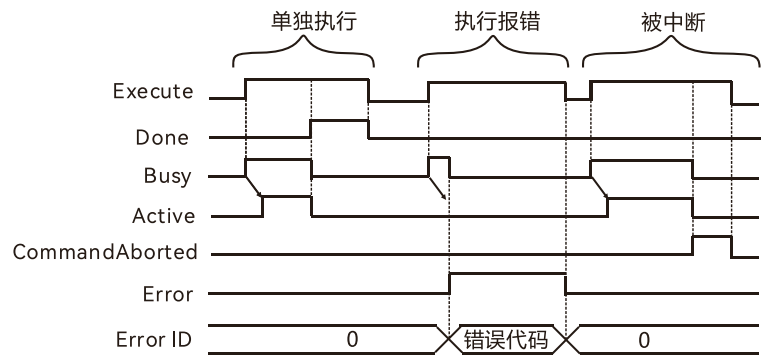 单独执行 执行报错 被中断
Execute
Done
Busy
Active
CommandAborted
Error
Error ID 0 错误代码 0